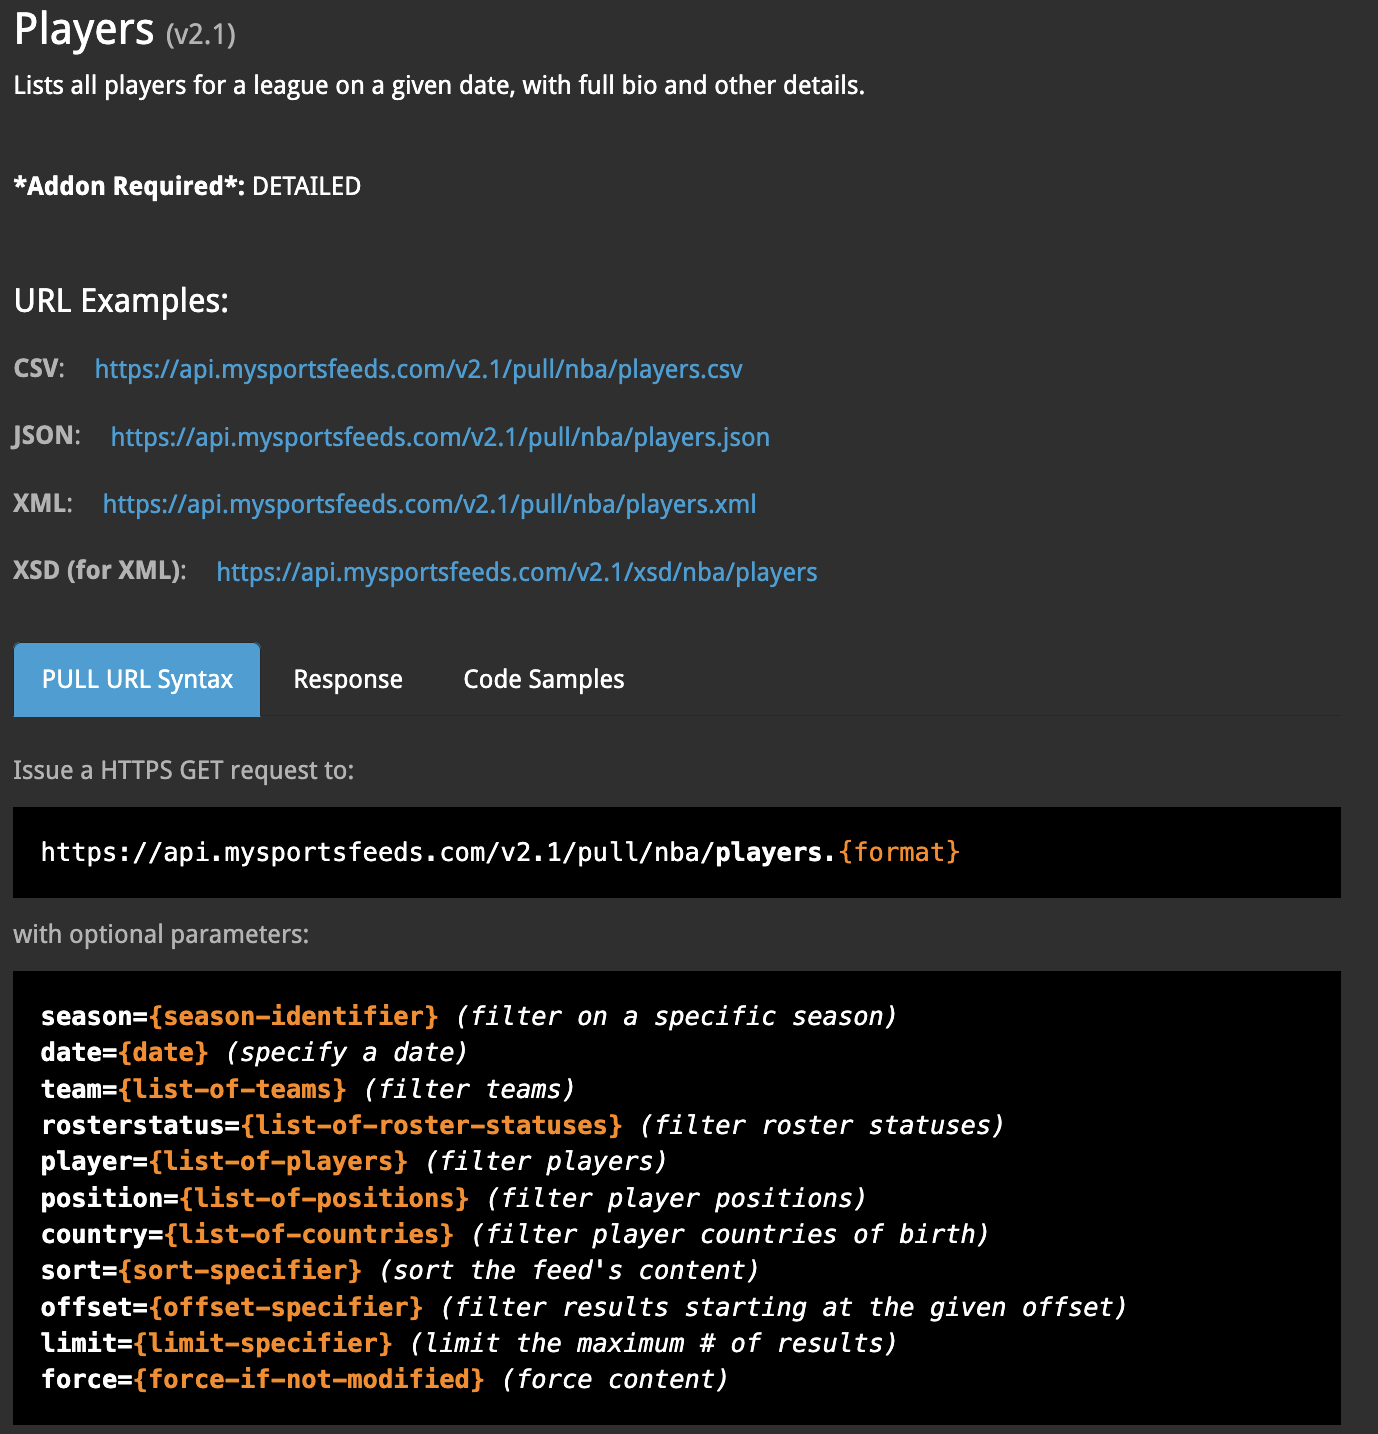 Players (v2.1)
Lists all players for a league on a given date, with full bio and other details.
*Addon Required*: DETAILED
URL Examples:
CSV: https://api.mysportsfeeds.com/v2.1/pull/nba/players.csv
JSON: https://api.mysportsfeeds.com/v2.1/pull/nba/players.json
XML: https://api.mysportsfeeds.com/v2.1/pull/nba/players.xml
XSD (for XML): https://api.mysportsfeeds.com/v2.1/xsd/nba/players
PULL URL Syntax Response Code Samples
Issue a HTTPS GET request to:
https://api.mysportsfeeds.com/v2.1/pull/nba/players.{format}
with optional parameters:
season={season-identifier} (filter on a specific season)
date={date} (specify a date)
team={list-of-teams} (filter teams)
rosterstatus={list-of-roster-statuses} (filter roster statuses)
player={list-of-players} (filter players)
position={list-of-positions} (filter player positions)
country={list-of-countries} (filter player countries of birth)
sort={sort-specifier} (sort the feed's content)
offset={offset-specifier} (filter results starting at the given offset)
limit={limit-specifier} (limit the maximum # of results)
force={force-if-not-modified} (force content)